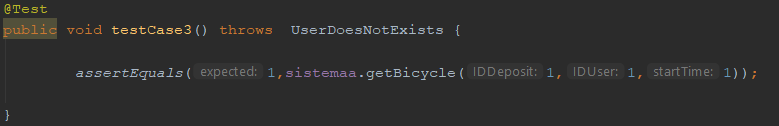 @Test
public void testCase3() throws  UserDoesNotExists {
assertEquals( expected: 1,sistemaa.getBicycle( IDDeposit: 1, IDUser: 1, startTime: 1));
}